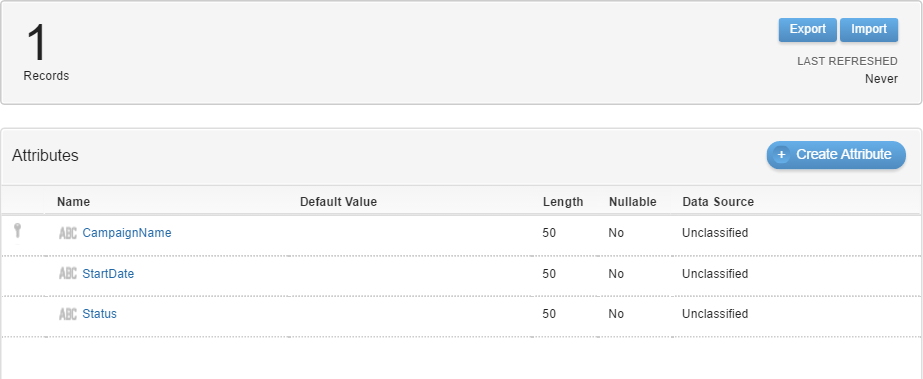 1
Records
Export Import
LAST REFRESHED
Never
Attributes
+ Create Attribute
Name Default Value Length Nullable Data Source
ABC CampaignName 50 No Unclassified
ABC StartDate 50 No Unclassified
ABC Status 50 No Unclassified